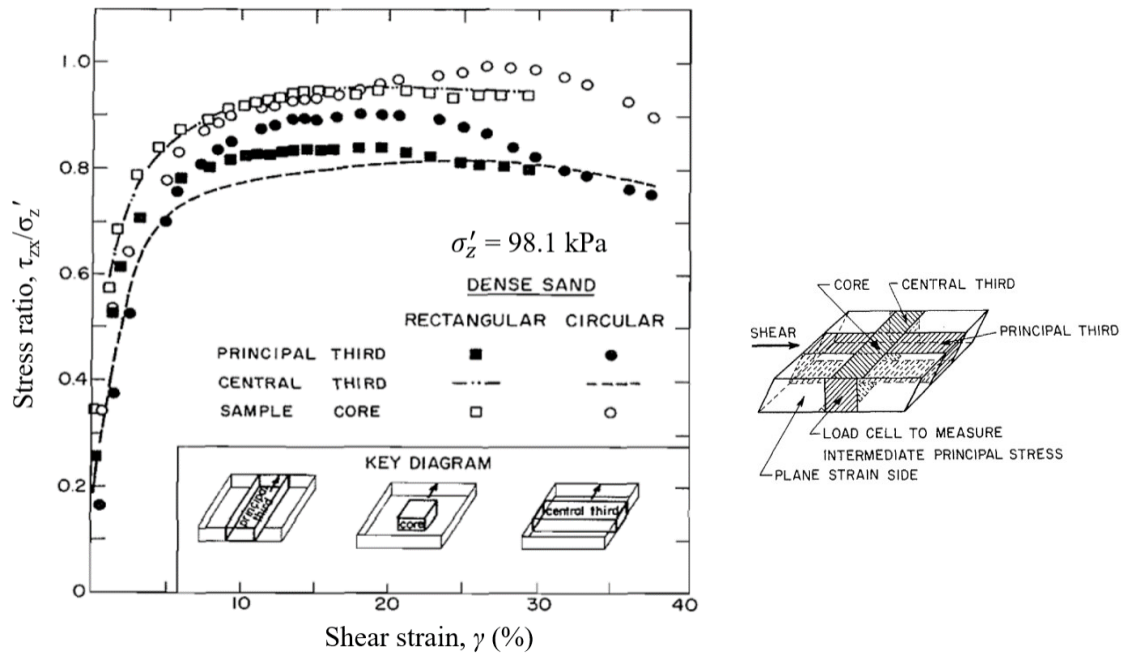 Stress ratio, τzx/σz′
1.0
0.8
0.6
0.4
0.2
0
10
20
30
40
Shear strain, γ (%)
σz′ = 98.1 kPa
DENSE SAND
RECTANGULAR CIRCULAR
PRINCIPAL THIRD
CENTRAL THIRD
SAMPLE CORE
KEY DIAGRAM
principal third
core
central third
CORE
CENTRAL THIRD
SHEAR
PRINCIPAL THIRD
LOAD CELL TO MEASURE
INTERMEDIATE PRINCIPAL STRESS
PLANE STRAIN SIDE